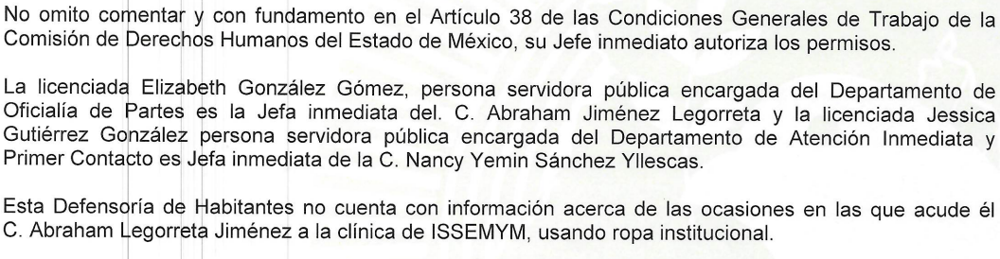 No omito comentar y con fundamento en el Artículo 38 de las Condiciones Generales de Trabajo de la
Comisión de Derechos Humanos del Estado de México, su Jefe inmediato autoriza los permisos.
La licenciada Elizabeth González Gómez, persona servidora pública encargada del Departamento de
Oficialía de Partes es la Jefa inmediata del. C. Abraham Jiménez Legorreta y la licenciada Jessica
Gutiérrez González persona servidora pública encargada del Departamento de Atención Inmediata y
Primer Contacto es Jefa inmediata de la C. Nancy Yemin Sánchez Yllescas.
Esta Defensoría de Habitantes no cuenta con información acerca de las ocasiones en las que acude él
C. Abraham Legorreta Jiménez a la clínica de ISSEMYM, usando ropa institucional.